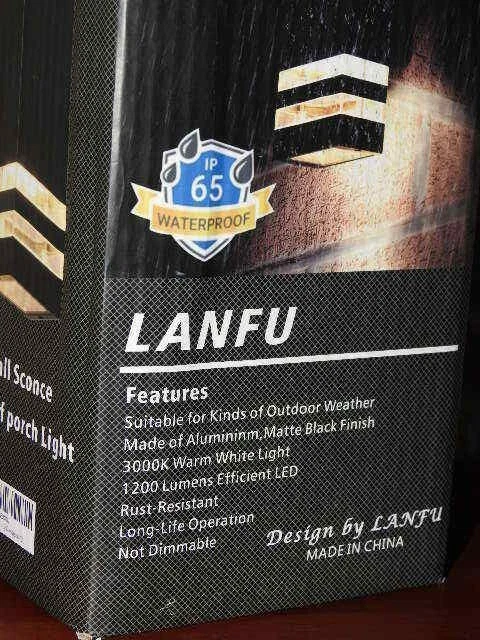 IP
65
WATERPROOF
LANFU
Features
Suitable for Kinds of Outdoor Weather
Made of Alumininm,Matte Black Finish
3000K Warm White Light
1200 Lumens Efficient LED
Rust-Resistant
Long-Life Operation
Not Dimmable
Design by LANFU
MADE IN CHINA
Sconce
porch Light